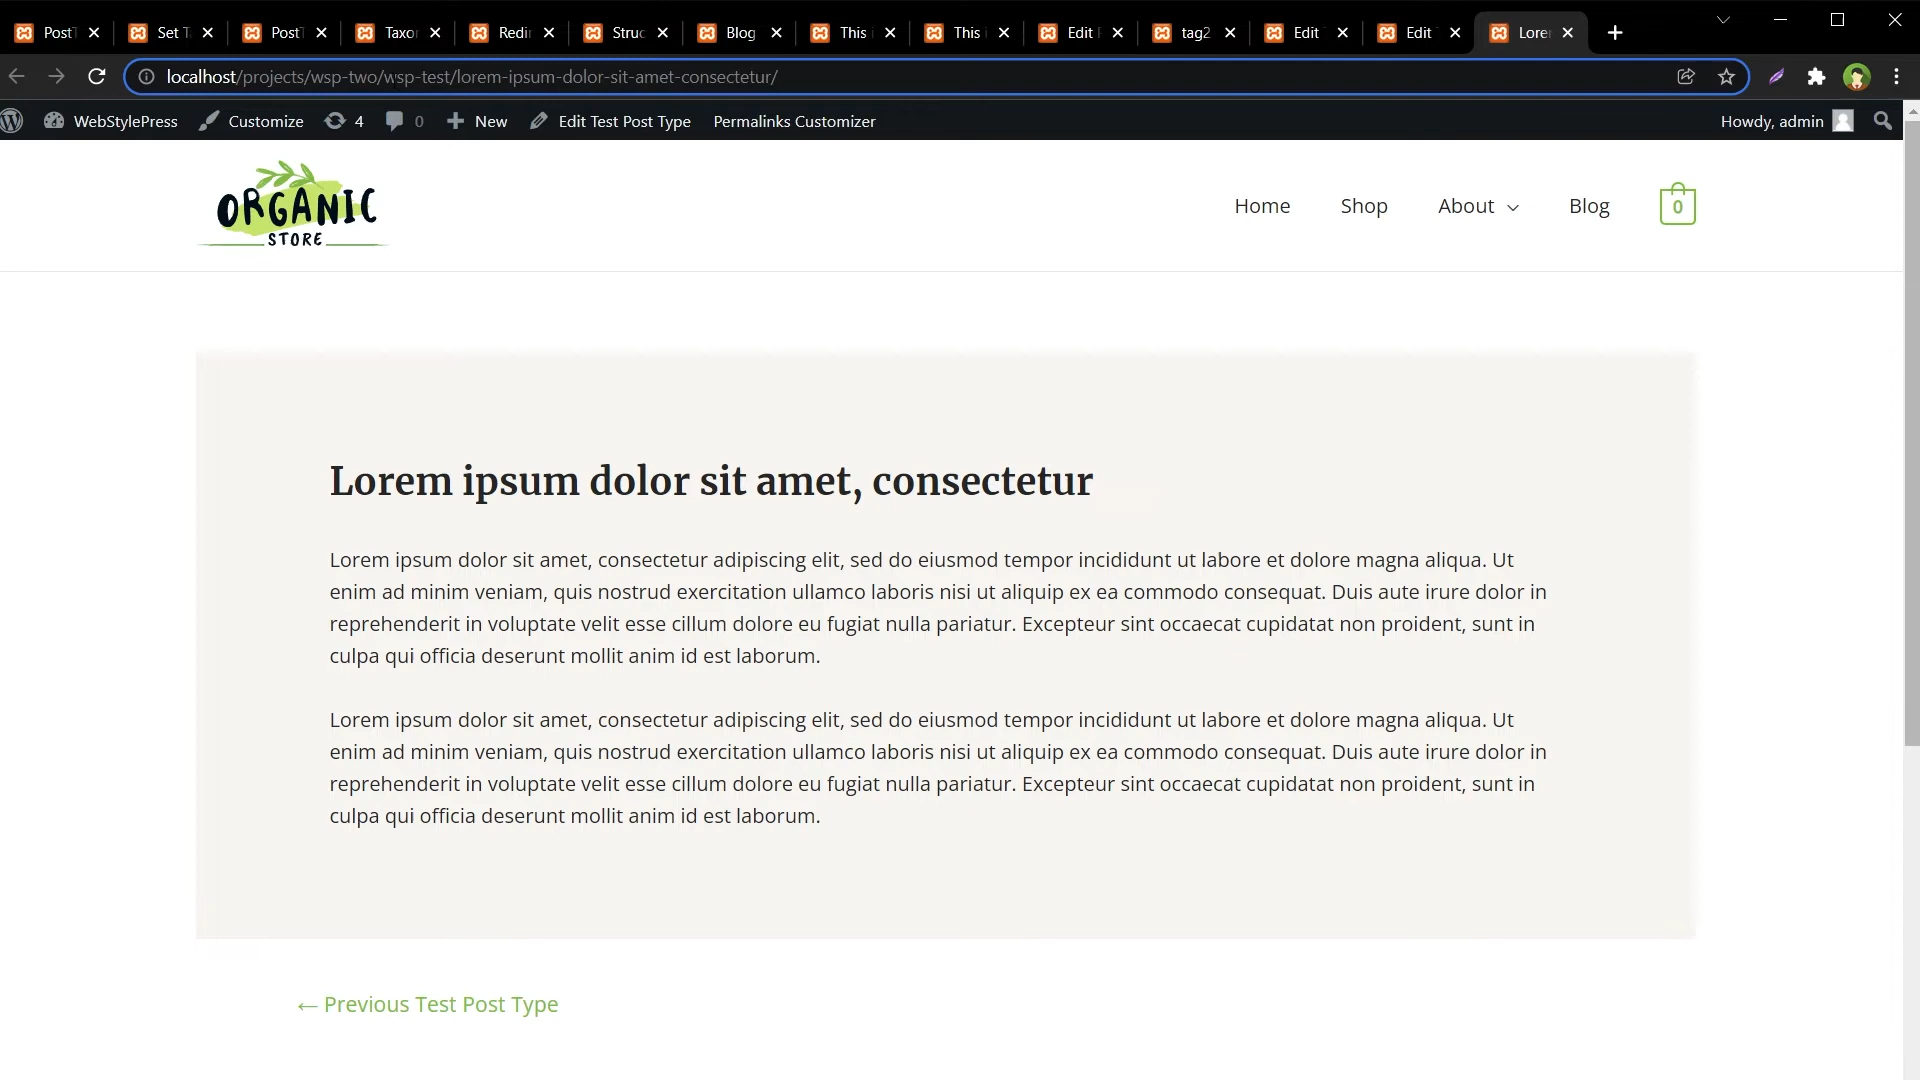 Post Set T Post Taxor Redir Struc Blog This i This i Edit F tag2 Edit Edit Lorem
localhost/projects/wsp-two/wsp-test/lorem-ipsum-dolor-sit-amet-consectetur/
WebStylePress Customize 4 0 New Edit Test Post Type Permalinks Customizer Howdy, admin
ORGANIC
STORE
Home Shop About Blog 0
Lorem ipsum dolor sit amet, consectetur
Lorem ipsum dolor sit amet, consectetur adipiscing elit, sed do eiusmod tempor incididunt ut labore et dolore magna aliqua. Ut
enim ad minim veniam, quis nostrud exercitation ullamco laboris nisi ut aliquip ex ea commodo consequat. Duis aute irure dolor in
reprehenderit in voluptate velit esse cillum dolore eu fugiat nulla pariatur. Excepteur sint occaecat cupidatat non proident, sunt in
culpa qui officia deserunt mollit anim id est laborum.
Lorem ipsum dolor sit amet, consectetur adipiscing elit, sed do eiusmod tempor incididunt ut labore et dolore magna aliqua. Ut
enim ad minim veniam, quis nostrud exercitation ullamco laboris nisi ut aliquip ex ea commodo consequat. Duis aute irure dolor in
reprehenderit in voluptate velit esse cillum dolore eu fugiat nulla pariatur. Excepteur sint occaecat cupidatat non proident, sunt in
culpa qui officia deserunt mollit anim id est laborum.
← Previous Test Post Type